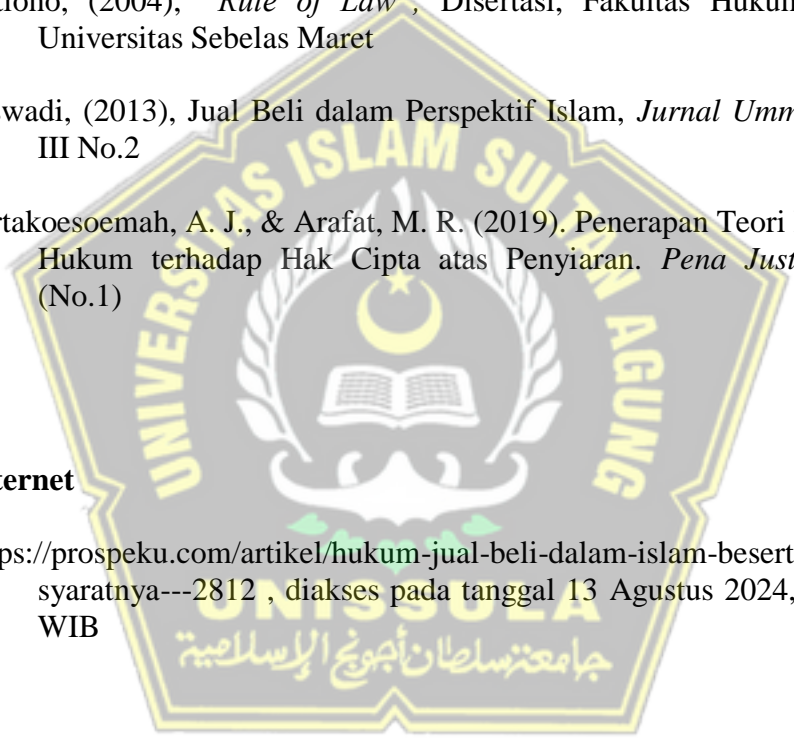 tiono, (2004), "Rule of Law", Disertasi, Fakultas Hukum
Universitas Sebelas Maret
swadi, (2013), Jual Beli dalam Perspektif Islam, Jurnal Umm
III No.2
rtakoesoemah, A. J., & Arafat, M. R. (2019). Penerapan Teori
Hukum terhadap Hak Cipta atas Penyiaran. Pena Just
(No.1)
ternet
ps://prospeku.com/artikel/hukum-jual-beli-dalam-islam-besert
syaratnya---2812 , diakses pada tanggal 13 Agustus 2024,
WIB
UNIVERSITAS ISLAM SULTAN AGUNG
UNISSULA
جامعة سلطان أجونج الإسلامية